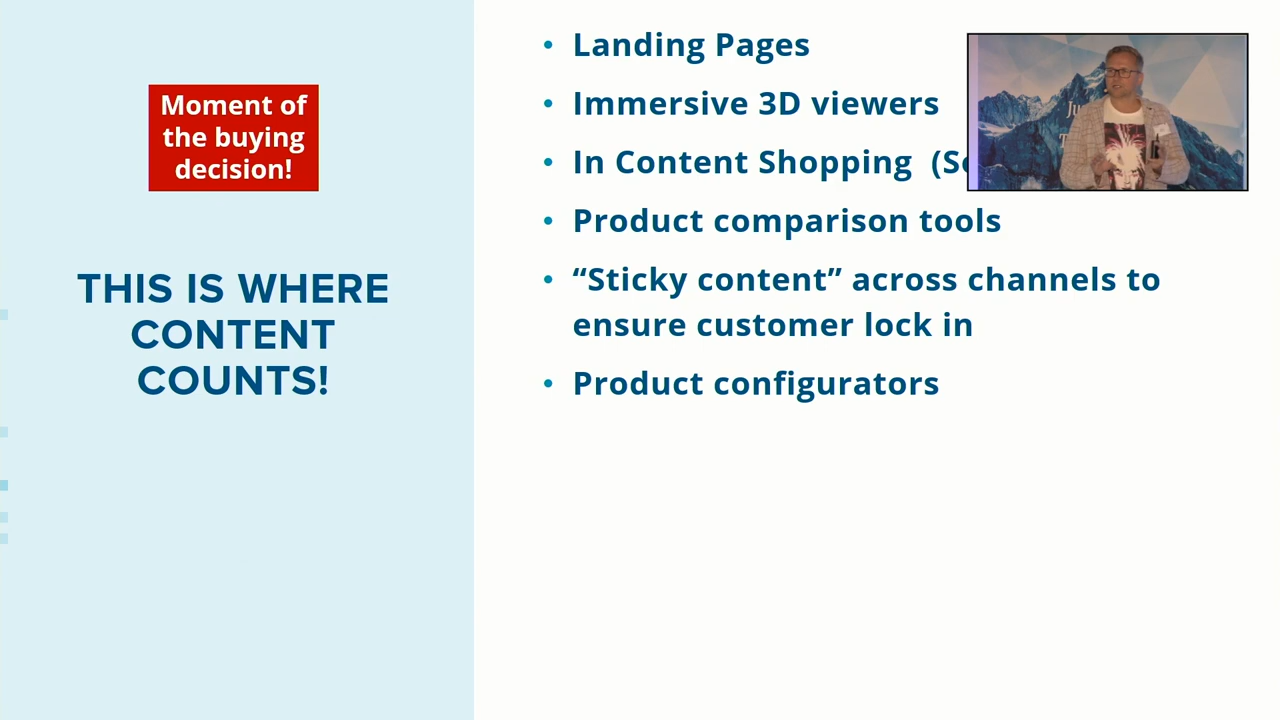 Moment of
the buying
decision!
THIS IS WHERE
CONTENT
COUNTS!
• Landing Pages
• Immersive 3D viewers
• In Content Shopping
• Product comparison tools
• “Sticky content” across channels to
ensure customer lock in
• Product configurators